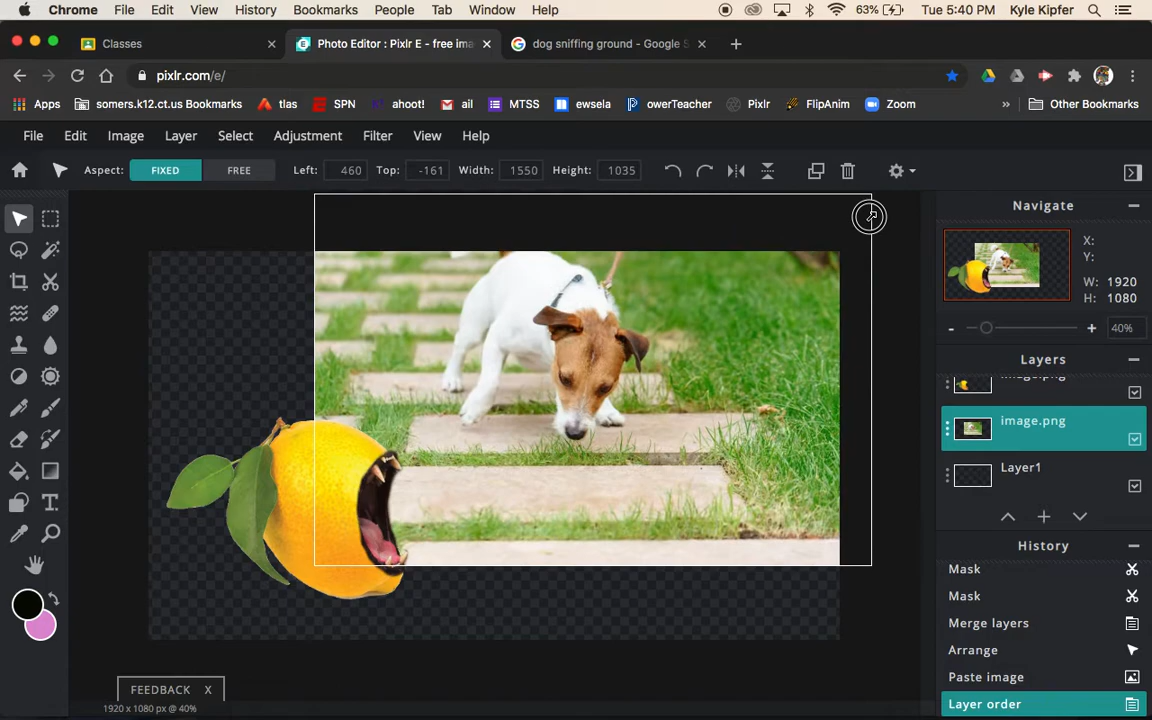 Chrome File Edit View History Bookmarks People Tab Window Help 63% Tue 5:40 PM Kyle Kipfer
Classes Photo Editor : Pixlr E - free ima dog sniffing ground - Google S
pixlr.com/e/
Apps somers.k12.ct.us Bookmarks tlas SPN ahoot! ail MTSS ewsela owerTeacher Pixlr FlipAnim Zoom » Other Bookmarks
File Edit Image Layer Select Adjustment Filter View Help
Aspect: FIXED FREE Left: 460 Top: -161 Width: 1550 Height: 1035
Navigate
X:
Y:
W: 1920
H: 1080
40%
Layers
image.png
image.png
Layer1
History
Mask
Mask
Merge layers
Arrange
Paste image
Layer order
FEEDBACK X
1920 x 1080 px @ 40%